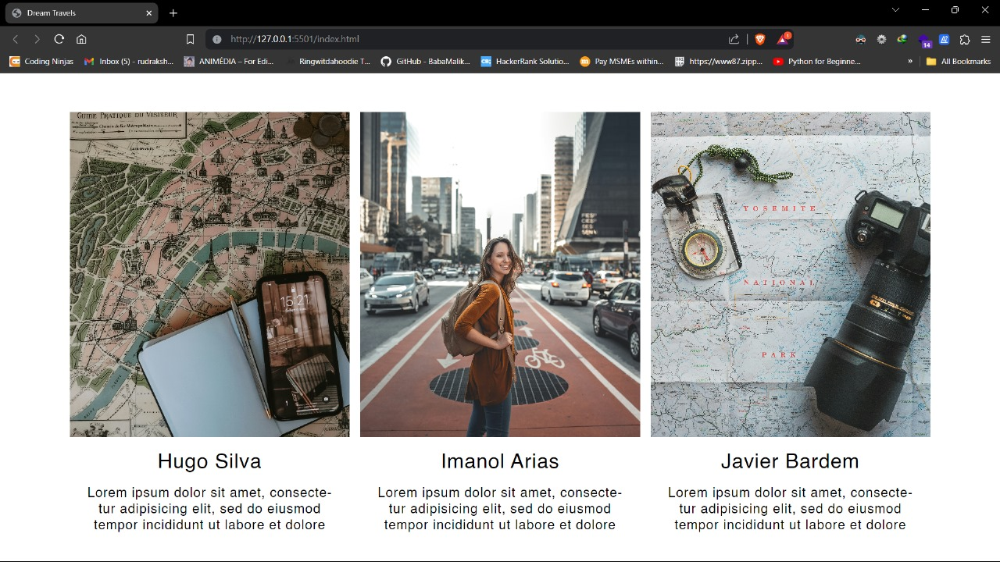 Dream Travels
http://127.0.0.1:5501/index.html
1
14
Coding Ninjas
Inbox (5) - rudraksh...
ANIMÉDIA – For Edi...
Ringwitdahoodie T...
GitHub - BabaMalik...
HackerRank Solutio...
Pay MSMEs within...
https://www87.zipp...
Python for Beginne...
»
All Bookmarks
GUIDE PRATIQUE DU VISITEUR
15:21
YOSEMITE
NATIONAL
PARK
Hugo Silva
Imanol Arias
Javier Bardem
Lorem ipsum dolor sit amet, consecte-
tur adipisicing elit, sed do eiusmod
tempor incididunt ut labore et dolore
Lorem ipsum dolor sit amet, consecte-
tur adipisicing elit, sed do eiusmod
tempor incididunt ut labore et dolore
Lorem ipsum dolor sit amet, consecte-
tur adipisicing elit, sed do eiusmod
tempor incididunt ut labore et dolore